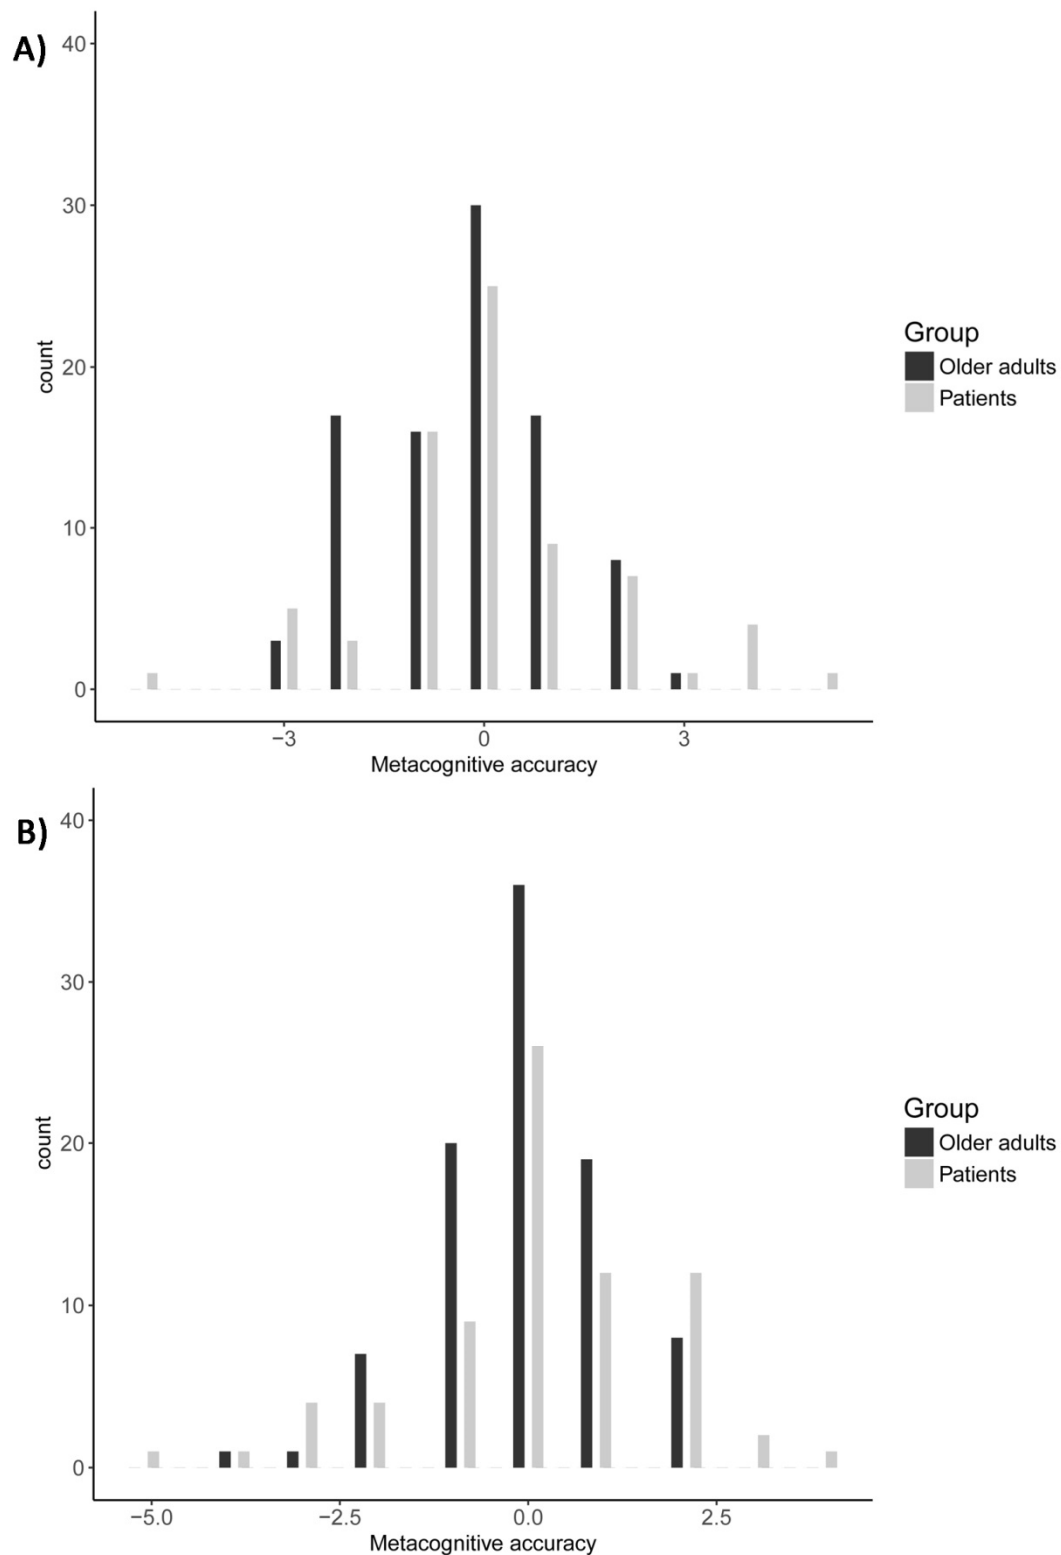 A)
40
30
20
10
0
count
−3 0 3
Metacognitive accuracy
Group
Older adults
Patients
B)
40
30
20
10
0
count
−5.0 −2.5 0.0 2.5
Metacognitive accuracy
Group
Older adults
Patients